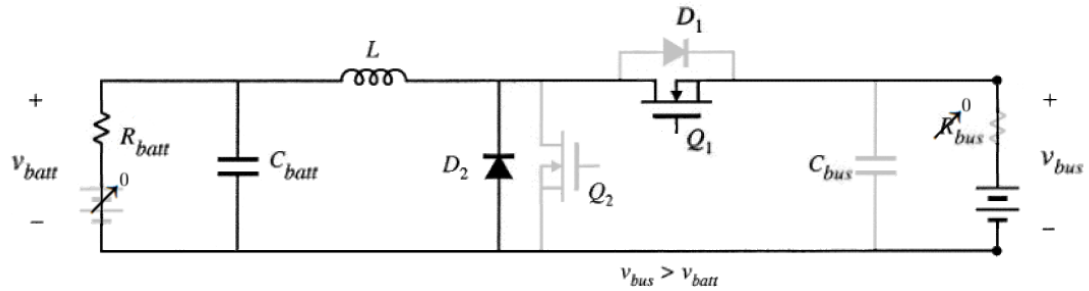 D1
L
+
0
+
Rbatt
Rbus
Q1
vbatt
Cbatt
D2
Cbus
vbus
0
Q2
−
−
vbus > vbatt